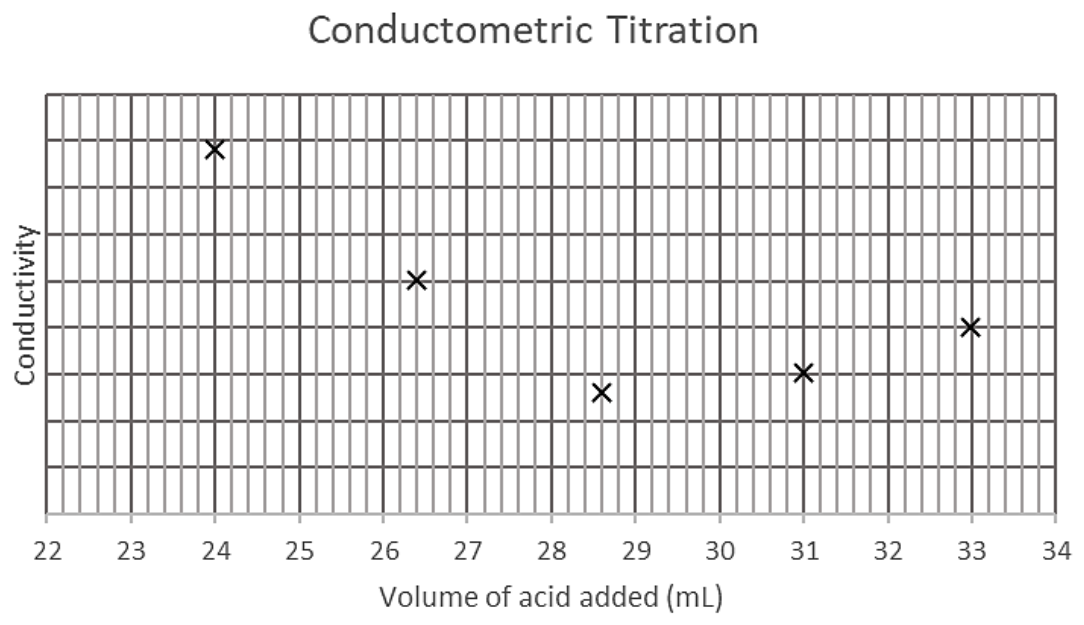 Conductometric Titration
Conductivity
22 23 24 25 26 27 28 29 30 31 32 33 34
Volume of acid added (mL)